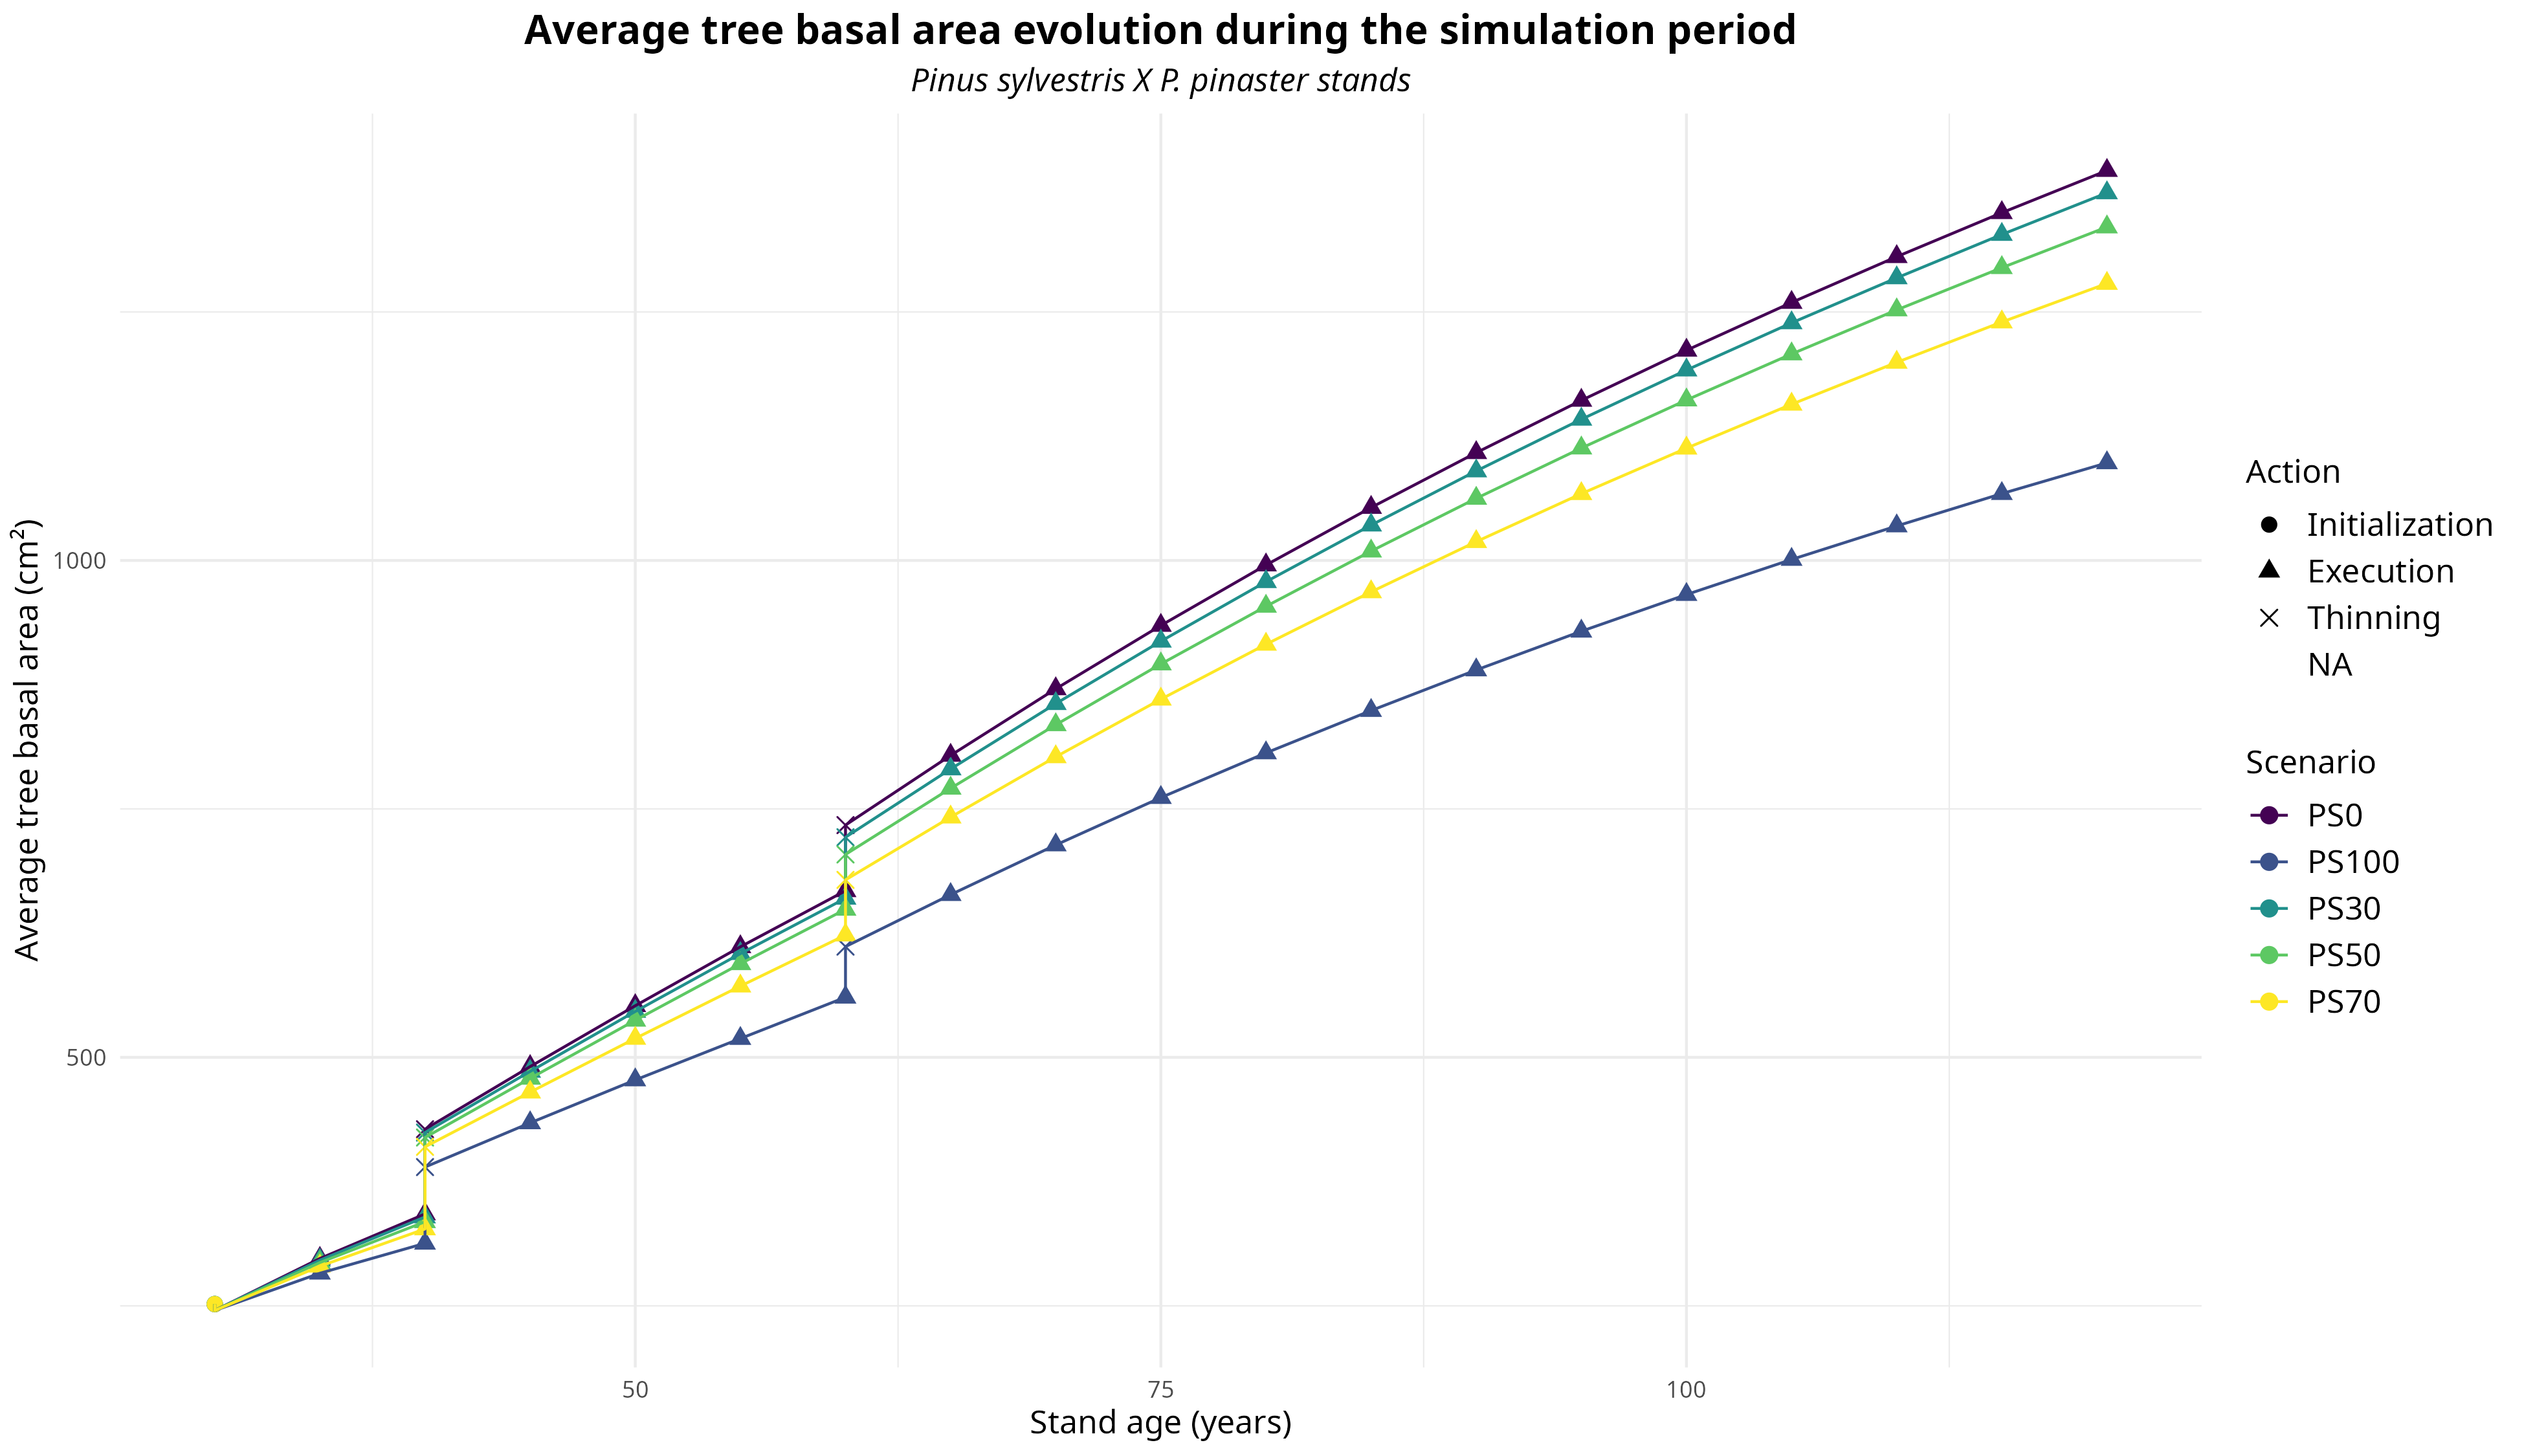 Average tree basal area evolution during the simulation period
Pinus sylvestris X P. pinaster stands
Average tree basal area (cm²)
1000
500
50
75
100
Stand age (years)
Action
Initialization
Execution
Thinning
NA
Scenario
PS0
PS100
PS30
PS50
PS70